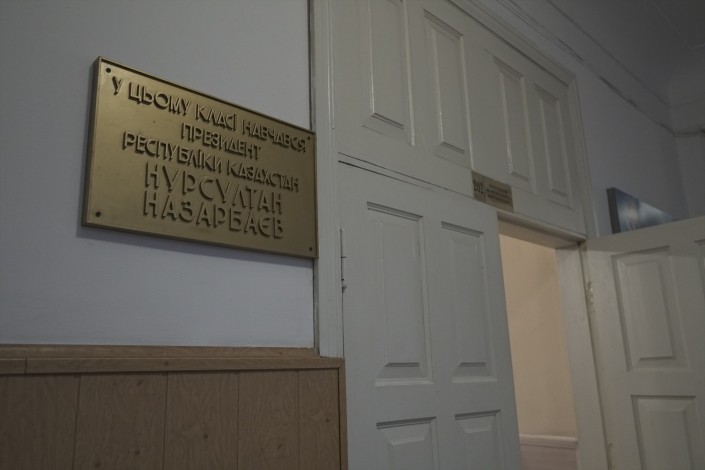 У ЦЬОМУ КЛАСІ НАВЧАВСЯ
ПРЕЗИДЕНТ
РЕСПУБЛІКИ КАЗАХСТАН
НУРСУЛТАН
НАЗАРБАЄВ